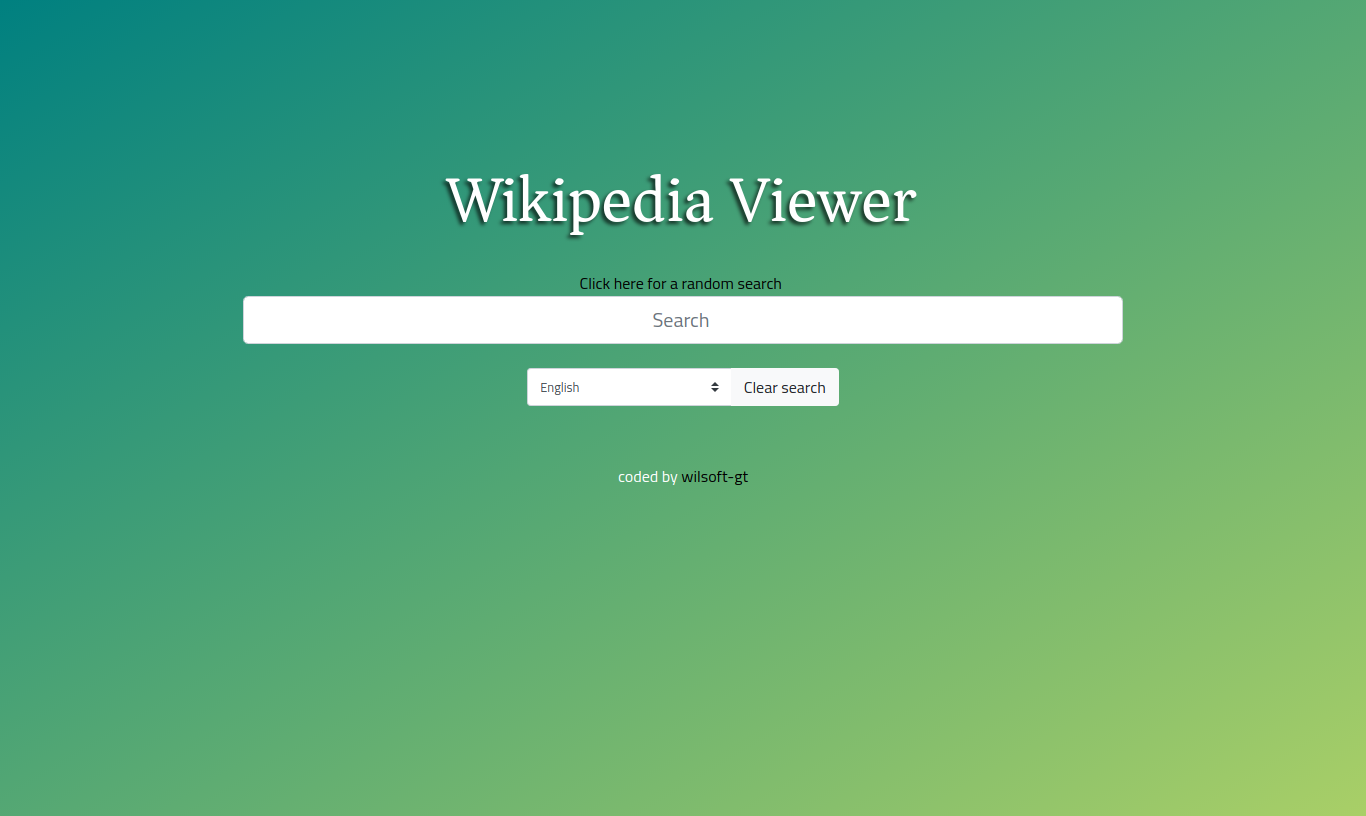 Wikipedia Viewer
Click here for a random search
Search
English
Clear search
coded by wilsoft-gt